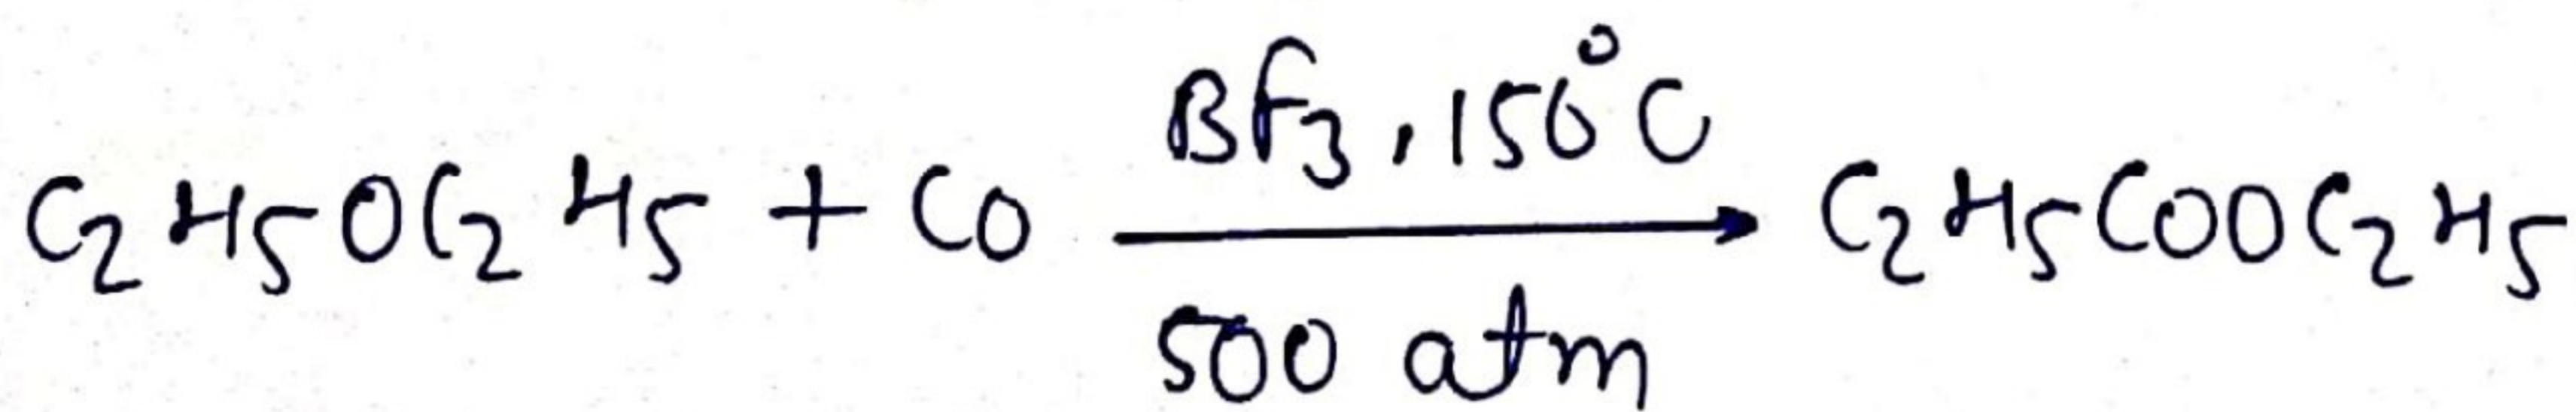 BF3, 150°C
C2H5OC2H5 + CO → C2H5COOC2H5
500 atm